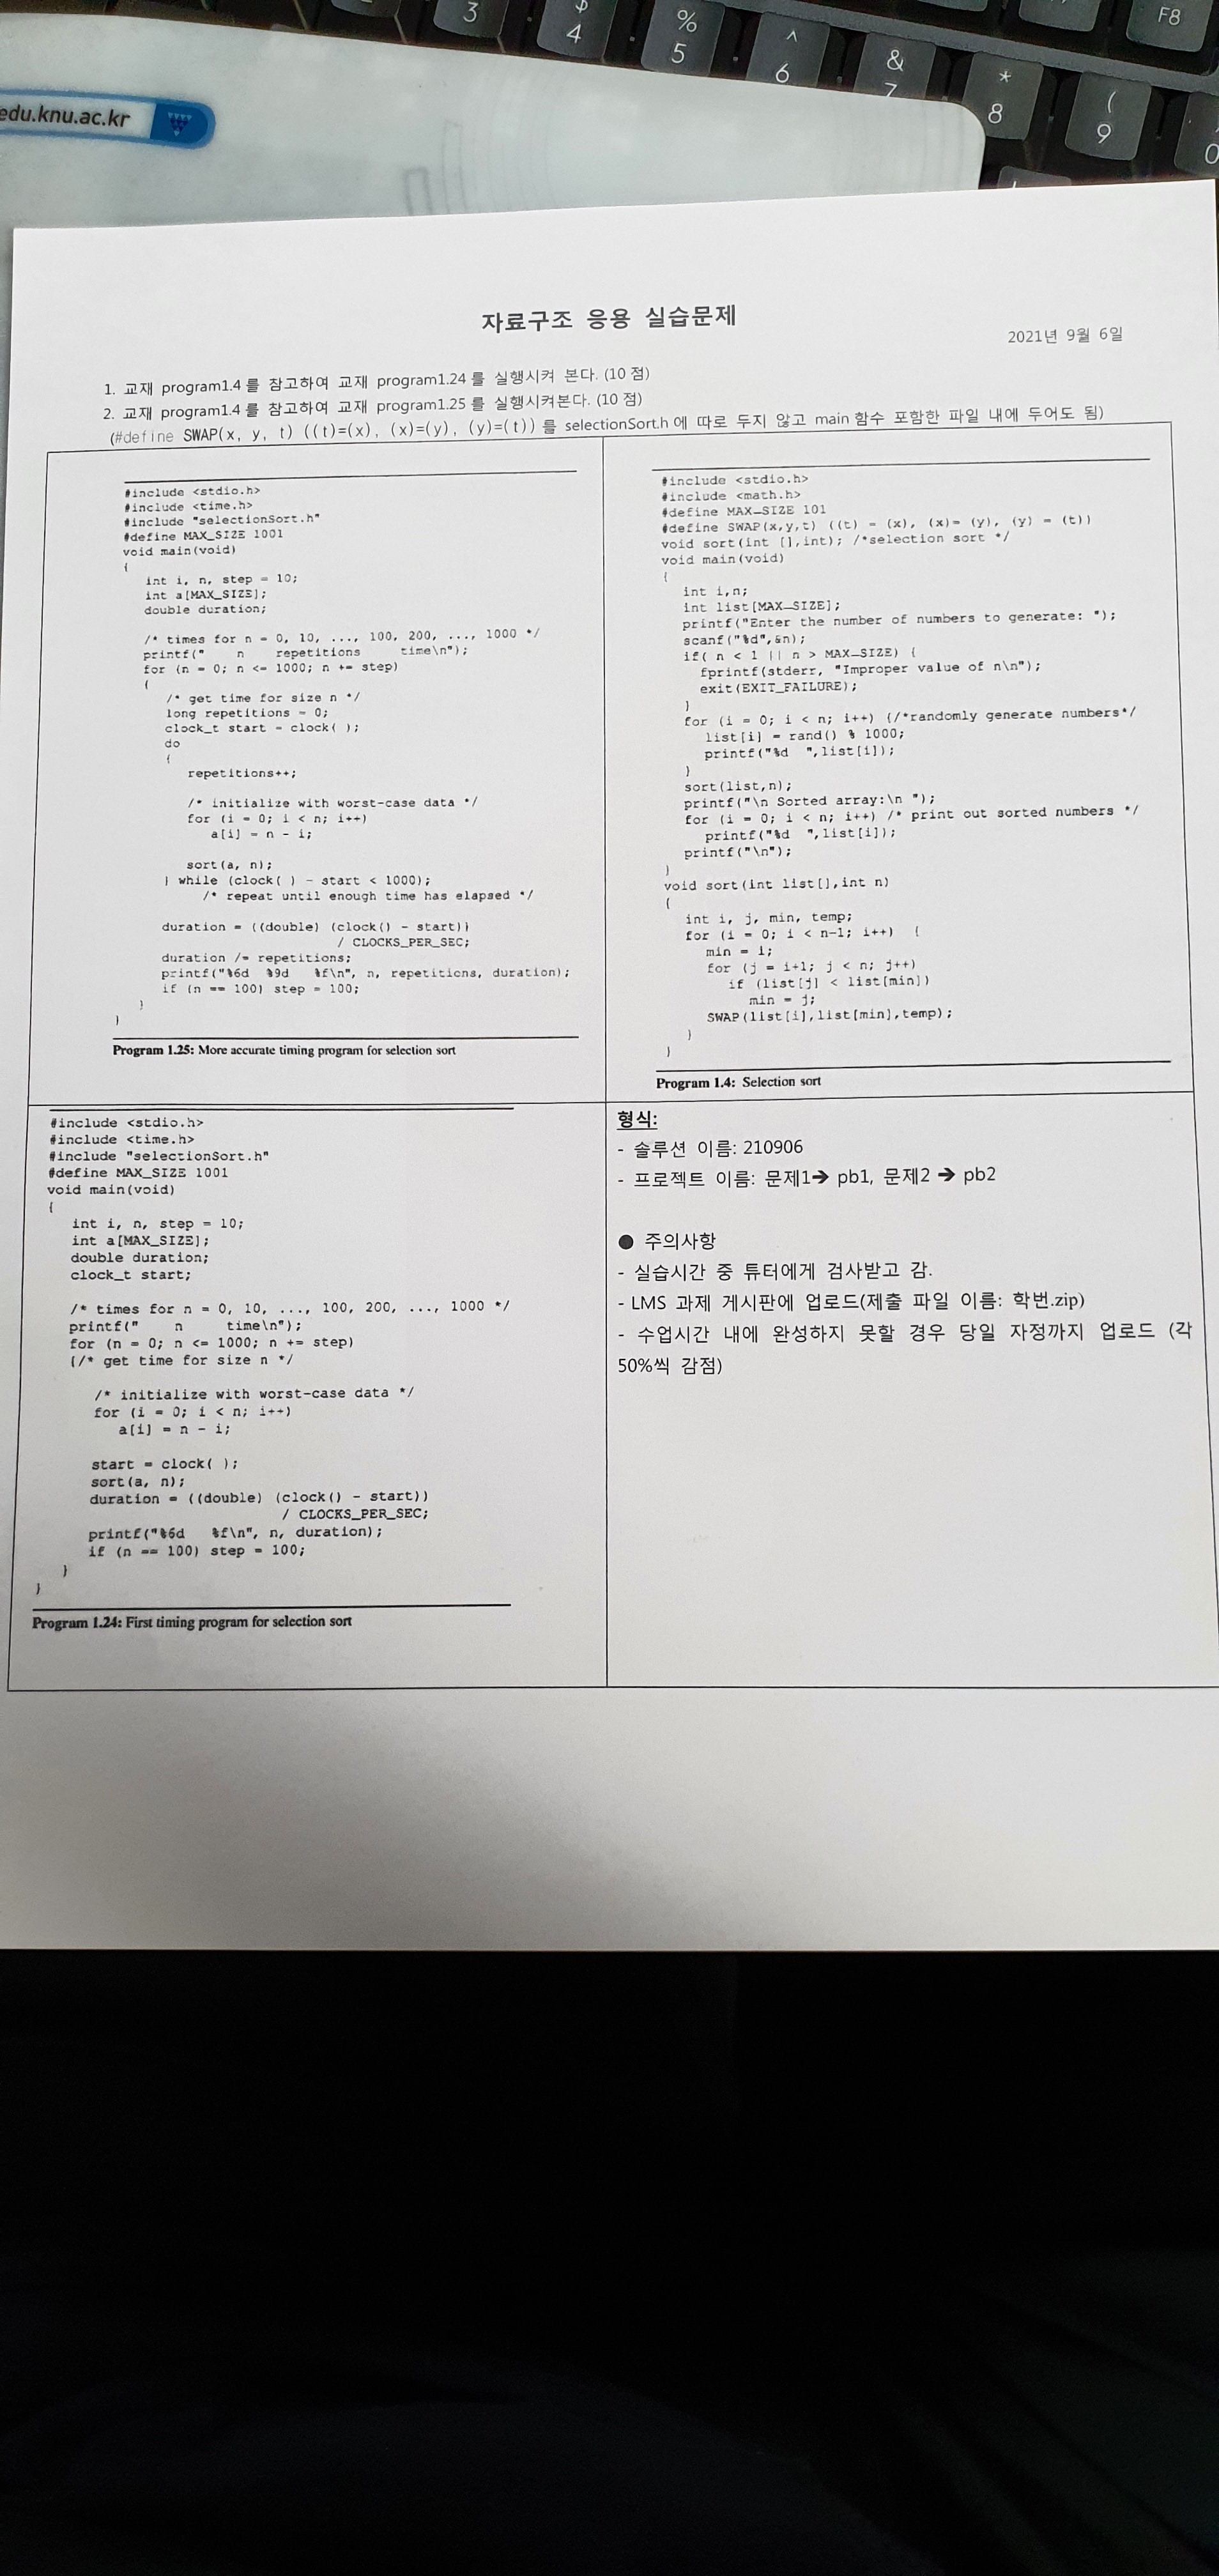 3
$
4
%
5
^
6
&
7
*
8
(
9
0
F8
edu.knu.ac.kr
자료구조 응용 실습문제
2021년 9월 6일
1. 교재 program1.4를 참고하여 교재 program1.24를 실행시켜 본다. (10점)
2. 교재 program1.4를 참고하여 교재 program1.25를 실행시켜본다. (10점)
(#define SWAP(x, y, t) ((t)=(x), (x)=(y), (y)=(t)) 를 selectionSort.h에 따로 두지 않고 main 함수 포함한 파일 내에 두어도 됨)
#include <stdio.h>
#include <time.h>
#include "selectionSort.h"
#define MAX_SIZE 1001
void main(void)
{
int i, n, step = 10;
int a[MAX_SIZE];
double duration;
/* times for n = 0, 10, ..., 100, 200, ..., 1000 */
printf("    n    repetitions     time\n");
for (n = 0; n <= 1000; n += step)
{
/* get time for size n */
long repetitions = 0;
clock_t start = clock( );
do
{
repetitions++;
/* initialize with worst-case data */
for (i = 0; i < n; i++)
a[i] = n - i;
sort(a, n);
} while (clock( ) - start < 1000);
/* repeat until enough time has elapsed */
duration = ((double) (clock() - start))
/ CLOCKS_PER_SEC;
duration /= repetitions;
printf("%6d  %9d   %f\n", n, repetitions, duration);
if (n == 100) step = 100;
}
}
Program 1.25: More accurate timing program for selection sort
#include <stdio.h>
#include <math.h>
#define MAX_SIZE 101
#define SWAP(x,y,t) ((t) = (x), (x)= (y), (y) = (t))
void sort(int [],int); /*selection sort */
void main(void)
{
int i,n;
int list[MAX_SIZE];
printf("Enter the number of numbers to generate: ");
scanf("%d",&n);
if( n < 1 || n > MAX_SIZE) {
fprintf(stderr, "Improper value of n\n");
exit(EXIT_FAILURE);
}
for (i = 0; i < n; i++) {/*randomly generate numbers*/
list[i] = rand() % 1000;
printf("%d  ",list[i]);
}
sort(list,n);
printf("\n Sorted array:\n ");
for (i = 0; i < n; i++) /* print out sorted numbers */
printf("%d  ",list[i]);
printf("\n");
}
void sort(int list[],int n)
{
int i, j, min, temp;
for (i = 0; i < n-1; i++)  {
min = i;
for (j = i+1; j < n; j++)
if (list[j] < list[min])
min = j;
SWAP(list[i],list[min],temp);
}
}
Program 1.4: Selection sort
#include <stdio.h>
#include <time.h>
#include "selectionSort.h"
#define MAX_SIZE 1001
void main(void)
{
int i, n, step = 10;
int a[MAX_SIZE];
double duration;
clock_t start;
/* times for n = 0, 10, ..., 100, 200, ..., 1000 */
printf("    n     time\n");
for (n = 0; n <= 1000; n += step)
{/* get time for size n */
/* initialize with worst-case data */
for (i = 0; i < n; i++)
a[i] = n - i;
start = clock( );
sort(a, n);
duration = ((double) (clock() - start))
/ CLOCKS_PER_SEC;
printf("%6d   %f\n", n, duration);
if (n == 100) step = 100;
}
}
Program 1.24: First timing program for selection sort
형식:
- 솔루션 이름: 210906
- 프로젝트 이름: 문제1➔ pb1, 문제2 ➔ pb2
● 주의사항
- 실습시간 중 튜터에게 검사받고 감.
- LMS 과제 게시판에 업로드(제출 파일 이름: 학번.zip)
- 수업시간 내에 완성하지 못할 경우 당일 자정까지 업로드 (각
50%씩 감점)